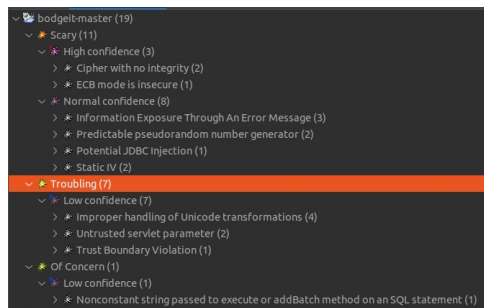 bodgeit-master (19)
Scary (11)
High confidence (3)
Cipher with no integrity (2)
ECB mode is insecure (1)
Normal confidence (8)
Information Exposure Through An Error Message (3)
Predictable pseudorandom number generator (2)
Potential JDBC Injection (1)
Static IV (2)
Troubling (7)
Low confidence (7)
Improper handling of Unicode transformations (4)
Untrusted servlet parameter (2)
Trust Boundary Violation (1)
Of Concern (1)
Low confidence (1)
Nonconstant string passed to execute or addBatch method on an SQL statement (1)